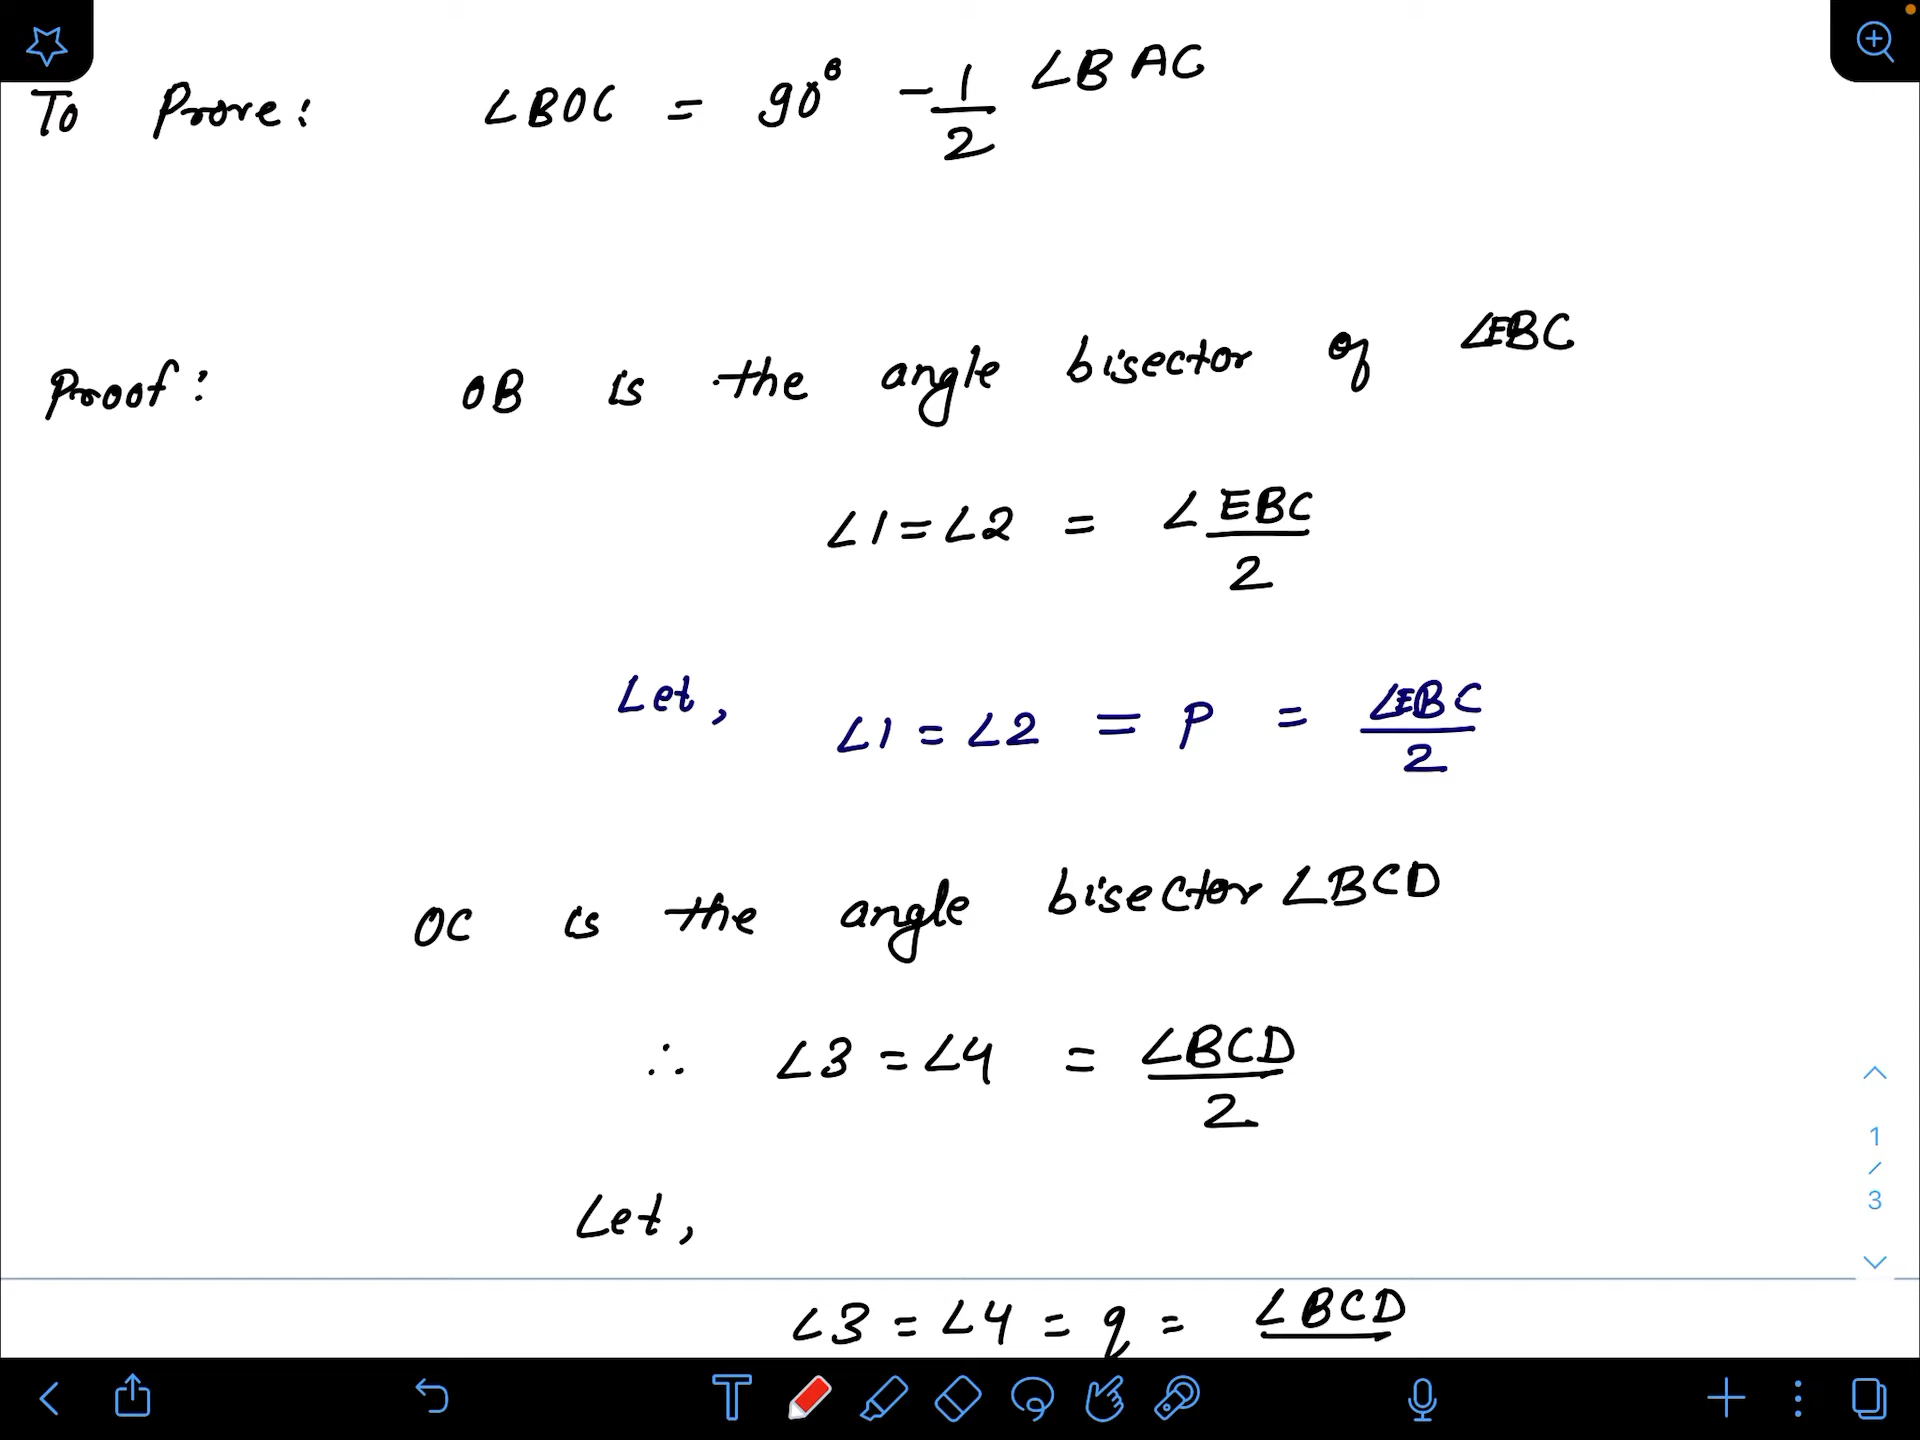 To Prove: ∠BOC = 90° - 1/2 ∠BAC
Proof: OB is the angle bisector of ∠EBC
∠1 = ∠2 = ∠EBC/2
Let, ∠1 = ∠2 = P = ∠EBC/2
OC is the angle bisector ∠BCD
∴ ∠3 = ∠4 = ∠BCD/2
Let,
∠3 = ∠4 = q = ∠BCD
1
/
3
T